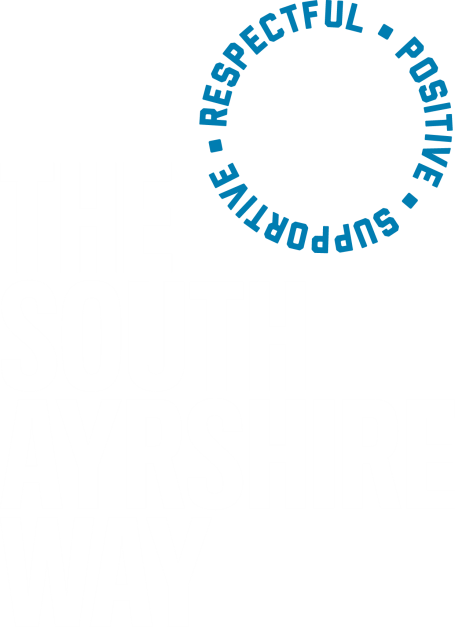 RESPECTFUL ▪ POSITIVE ▪ SUPPORTIVE ▪